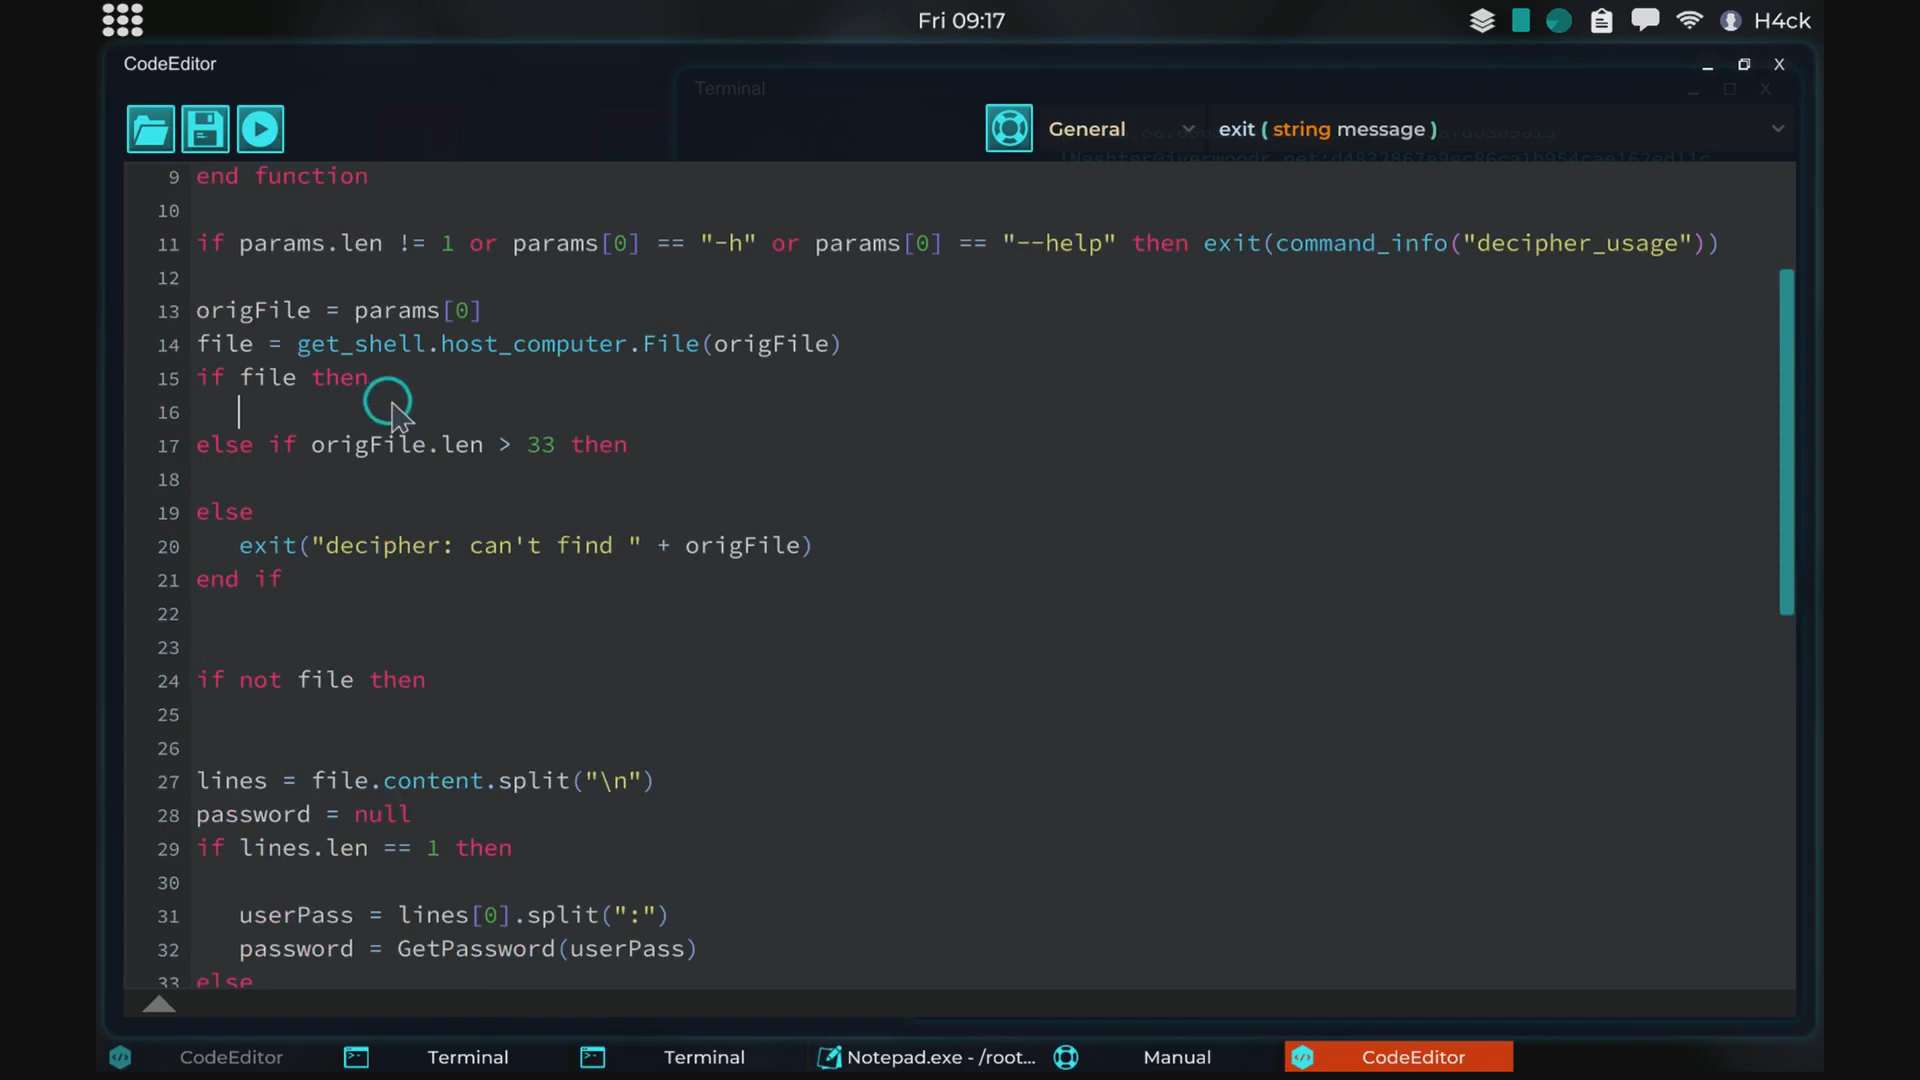 Fri 09:17
H4ck
CodeEditor
Terminal
General
exit ( string message )
9 end function
10
11 if params.len != 1 or params[0] == "-h" or params[0] == "--help" then exit(command_info("decipher_usage"))
12
13 origFile = params[0]
14 file = get_shell.host_computer.File(origFile)
15 if file then
16
17 else if origFile.len > 33 then
18
19 else
20 exit("decipher: can't find " + origFile)
21 end if
22
23
24 if not file then
25
26
27 lines = file.content.split("\n")
28 password = null
29 if lines.len == 1 then
30
31 userPass = lines[0].split(":")
32 password = GetPassword(userPass)
33 else
CodeEditor
Terminal
Terminal
Notepad.exe - /root...
Manual
CodeEditor